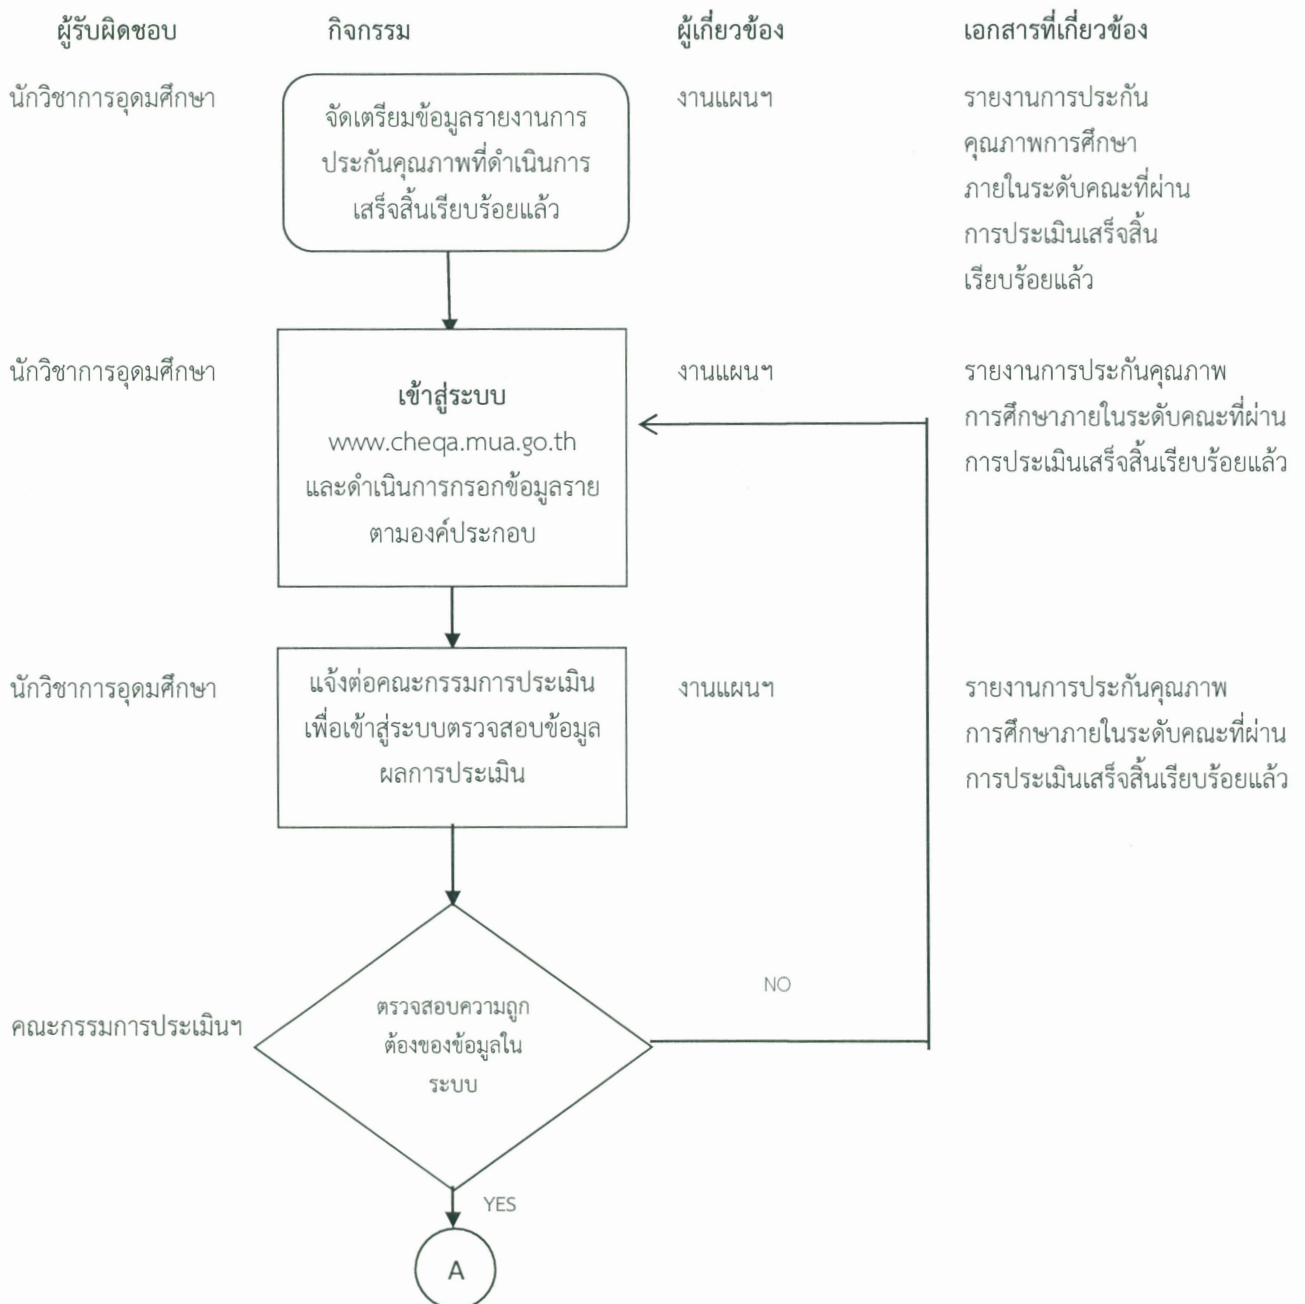 ผู้รับผิดชอบ กิจกรรม ผู้เกี่ยวข้อง เอกสารที่เกี่ยวข้อง
นักวิชาการอุดมศึกษา
จัดเตรียมข้อมูลรายงานการ
ประกันคุณภาพที่ดำเนินการ
เสร็จสิ้นเรียบร้อยแล้ว
งานแผนฯ
รายงานการประกัน
คุณภาพการศึกษา
ภายในระดับคณะที่ผ่าน
การประเมินเสร็จสิ้น
เรียบร้อยแล้ว
นักวิชาการอุดมศึกษา
เข้าสู่ระบบ
www.cheqa.mua.go.th
และดำเนินการกรอกข้อมูลราย
ตามองค์ประกอบ
งานแผนฯ
รายงานการประกันคุณภาพ
การศึกษาภายในระดับคณะที่ผ่าน
การประเมินเสร็จสิ้นเรียบร้อยแล้ว
นักวิชาการอุดมศึกษา
แจ้งต่อคณะกรรมการประเมิน
เพื่อเข้าสู่ระบบตรวจสอบข้อมูล
ผลการประเมิน
งานแผนฯ
รายงานการประกันคุณภาพ
การศึกษาภายในระดับคณะที่ผ่าน
การประเมินเสร็จสิ้นเรียบร้อยแล้ว
คณะกรรมการประเมินฯ
ตรวจสอบความถูก
ต้องของข้อมูลใน
ระบบ
NO
YES
A